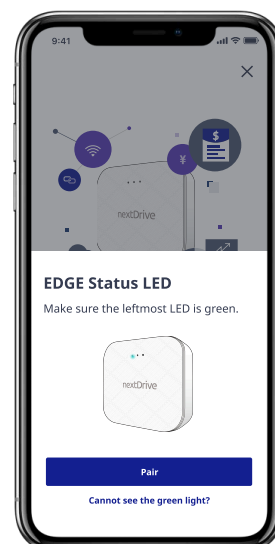 9:41
$
¥
nextDrive
EDGE Status LED
Make sure the leftmost LED is green.
nextDrive
Pair
Cannot see the green light?